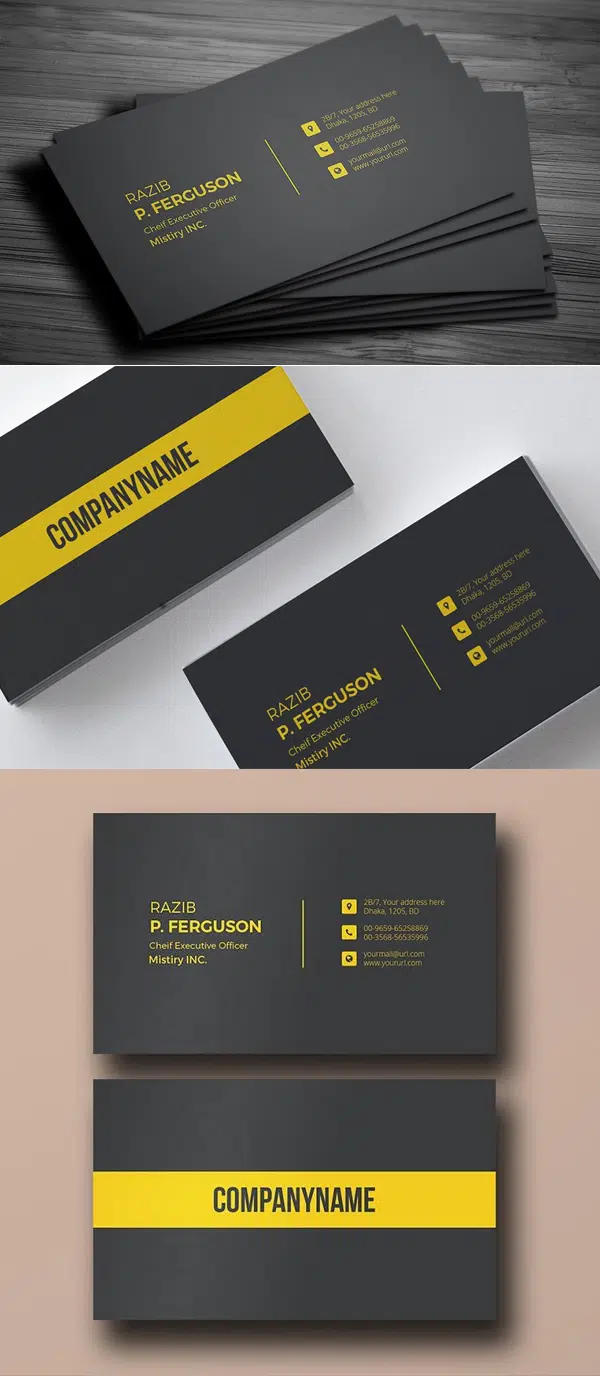 RAZIB
P. FERGUSON
Cheif Executive Officer
Mistiry INC.
2B/7, Your address here
Dhaka, 1205, BD
00-9659-65258869
00-3568-56535996
yourmail@url.com
www.yoururl.com
COMPANYNAME
RAZIB
P. FERGUSON
Cheif Executive Officer
Mistiry INC.
2B/7, Your address here
Dhaka, 1205, BD
00-9659-65258869
00-3568-56535996
yourmail@url.com
www.yoururl.com
RAZIB
P. FERGUSON
Cheif Executive Officer
Mistiry INC.
2B/7, Your address here
Dhaka, 1205, BD
00-9659-65258869
00-3568-56535996
yourmail@url.com
www.yoururl.com
COMPANYNAME